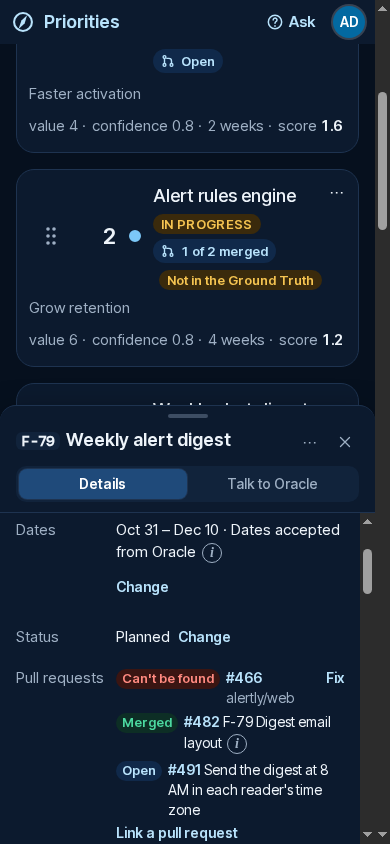 Priorities
Ask
AD
Open
Faster activation
value 4 · confidence 0.8 · 2 weeks · score 1.6
Alert rules engine
...
2
IN PROGRESS
1 of 2 merged
Not in the Ground Truth
Grow retention
value 6 · confidence 0.8 · 4 weeks · score 1.2
F-79 Weekly alert digest
...
Details
Talk to Oracle
Dates
Oct 31 – Dec 10 · Dates accepted
from Oracle i
Change
Status
Planned Change
Pull requests
Can't be found #466 Fix
alertly/web
Merged #482 F-79 Digest email
layout i
Open #491 Send the digest at 8
AM in each reader's time
zone
Link a pull request